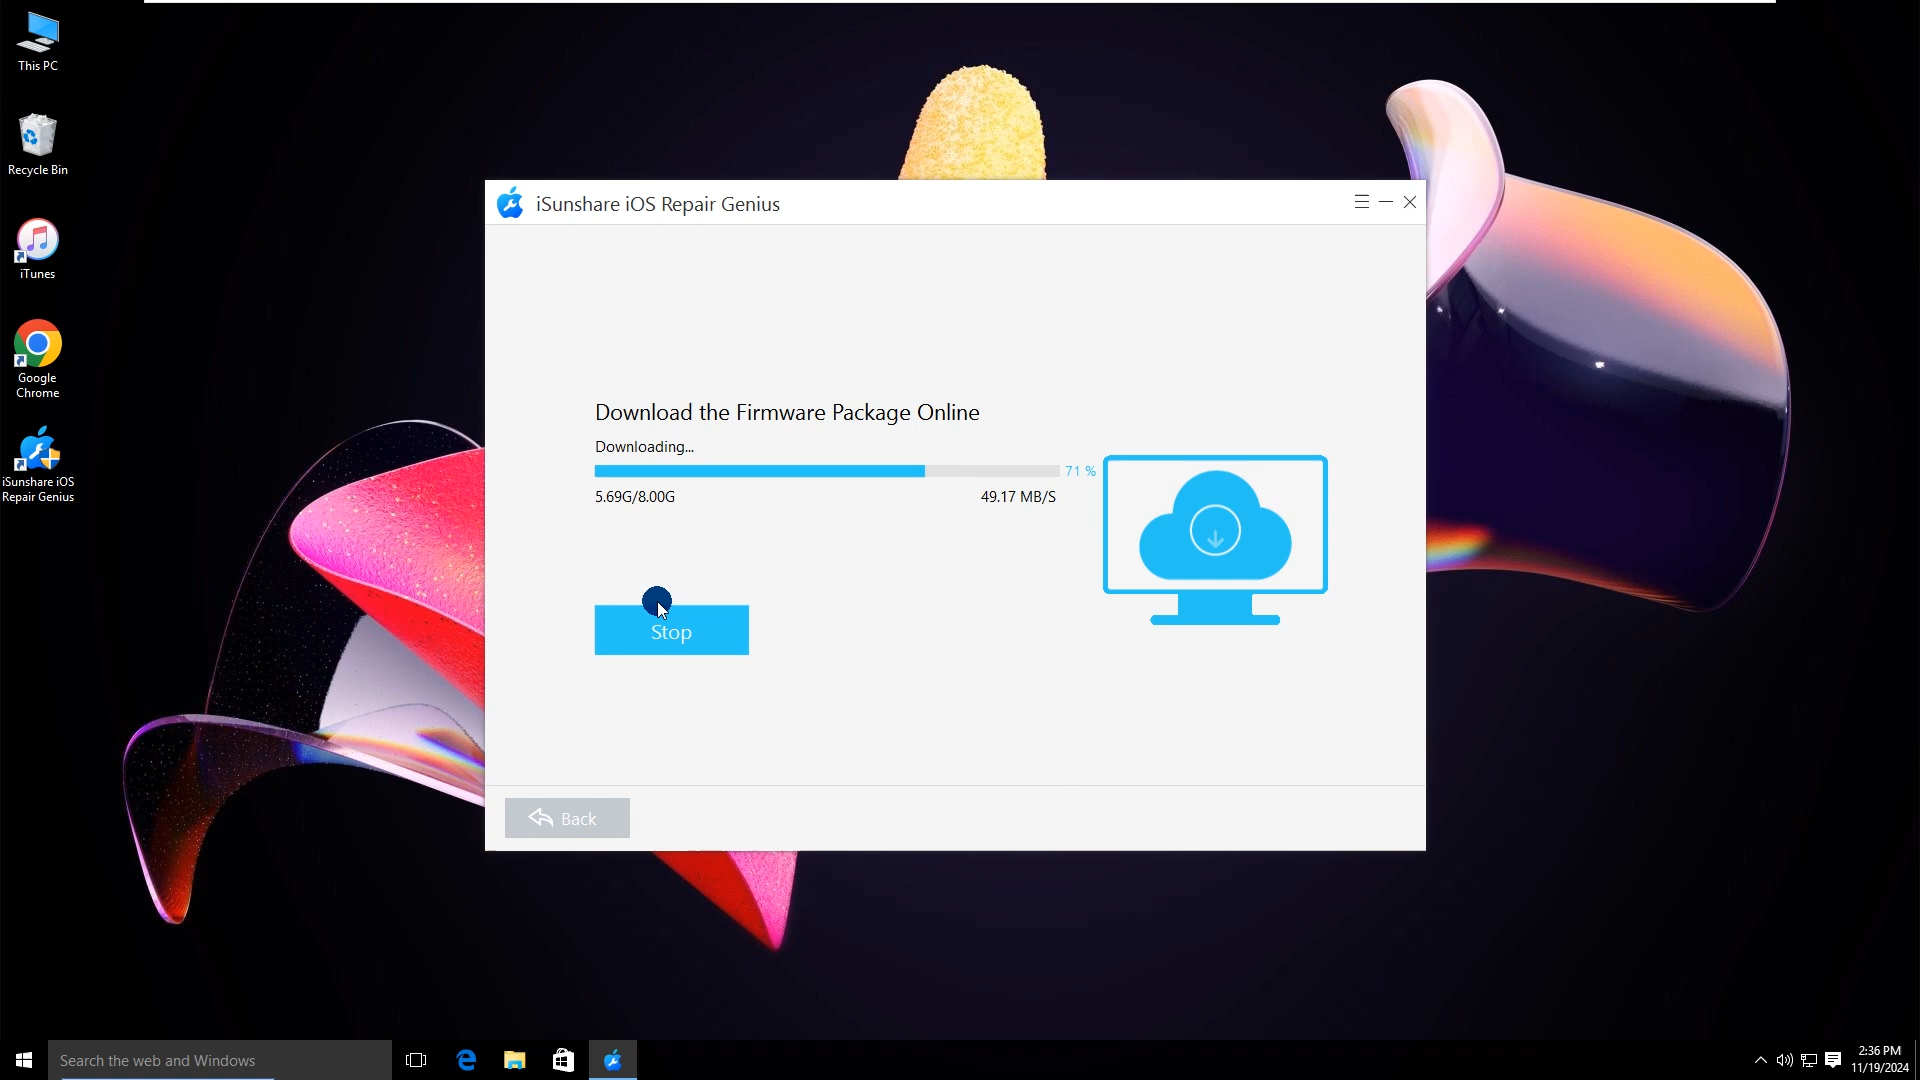 This PC
Recycle Bin
iTunes
Google
Chrome
iSunshare iOS
Repair Genius
iSunshare iOS Repair Genius
Download the Firmware Package Online
Downloading...
71 %
5.69G/8.00G
49.17 MB/S
Stop
Back
Search the web and Windows
2:36 PM
11/19/2024